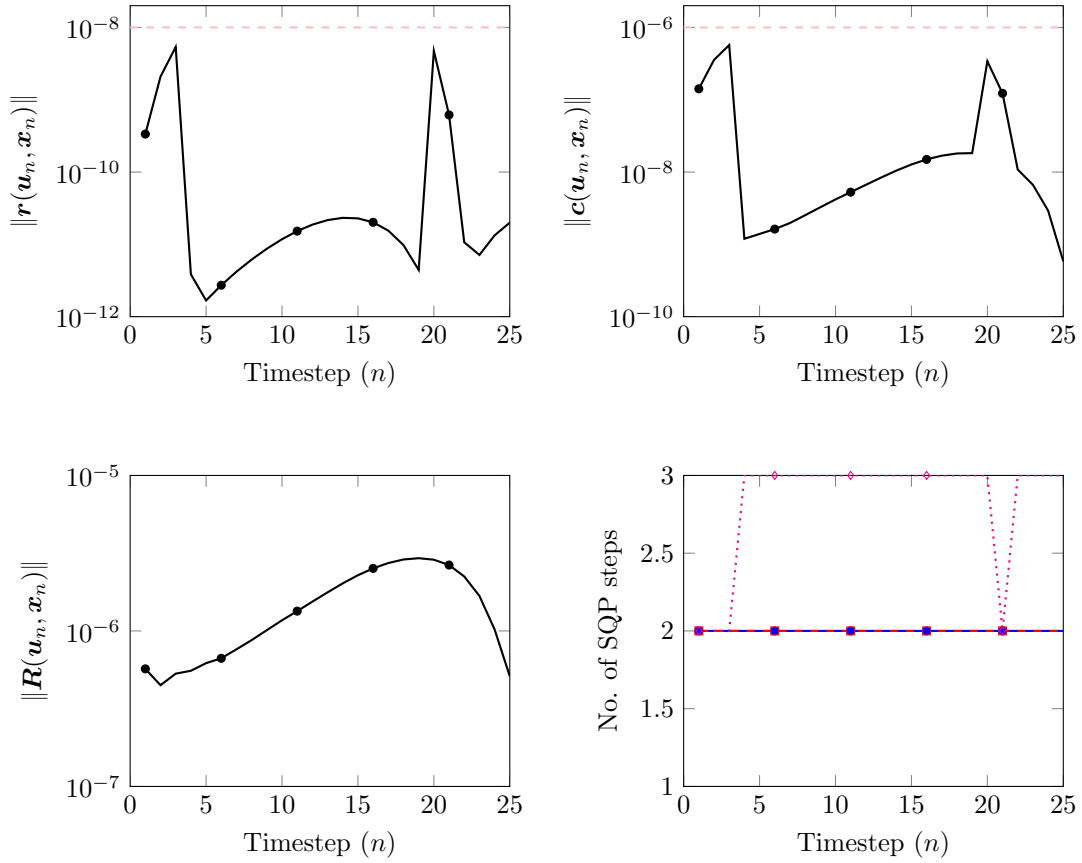 10^{-8}
10^{-10}
10^{-12}
‖r(u_n, x_n)‖
0 5 10 15 20 25
Timestep (n)
10^{-6}
10^{-8}
10^{-10}
‖c(u_n, x_n)‖
0 5 10 15 20 25
Timestep (n)
10^{-5}
10^{-6}
10^{-7}
‖R(u_n, x_n)‖
0 5 10 15 20 25
Timestep (n)
3
2.5
2
1.5
1
No. of SQP steps
0 5 10 15 20 25
Timestep (n)